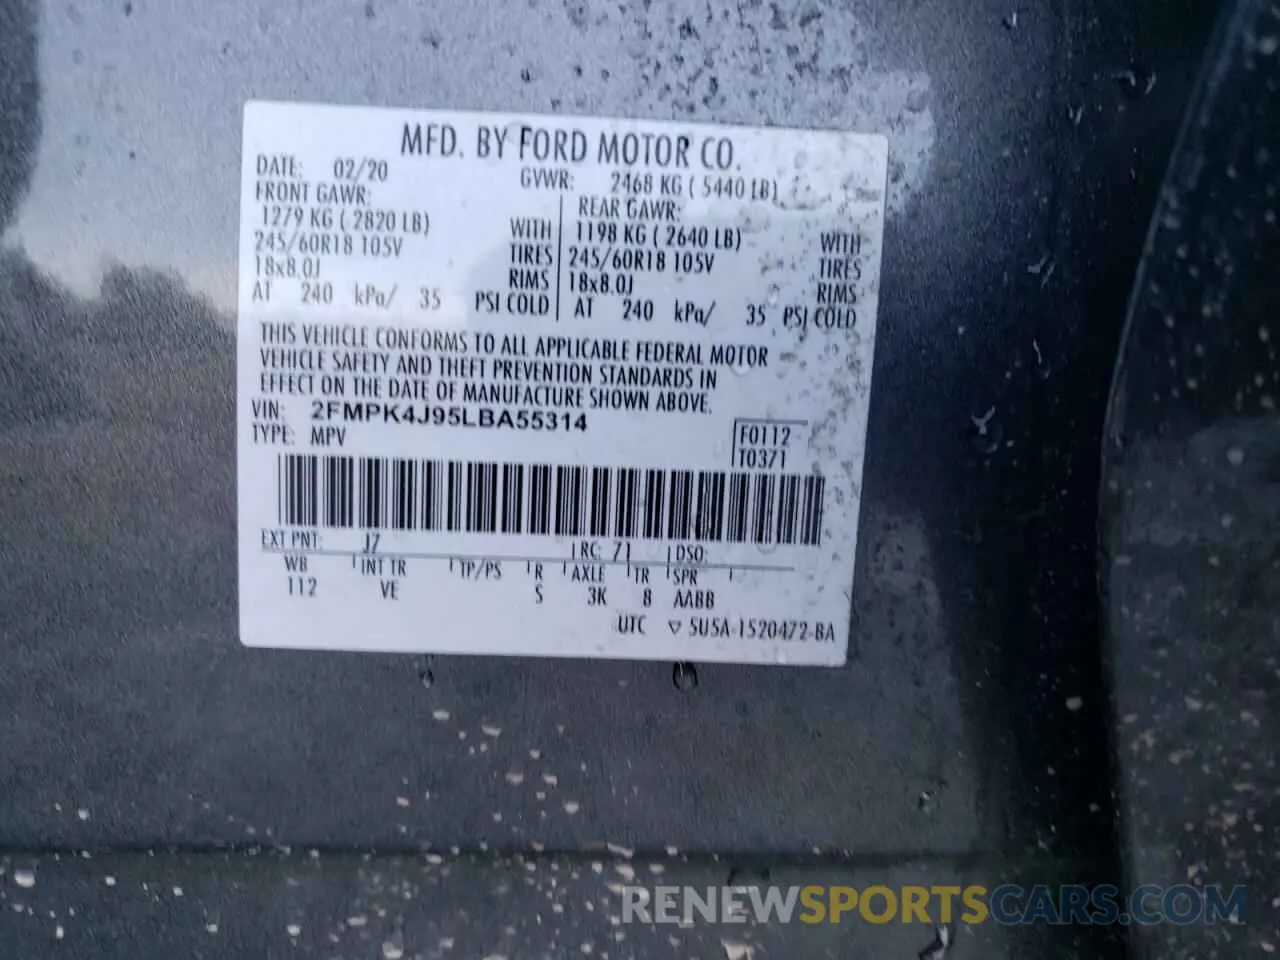 MFD. BY FORD MOTOR CO.
DATE: 02/20 GVWR: 2468 KG ( 5440 LB)
FRONT GAWR: REAR GAWR:
1279 KG ( 2820 LB) WITH 1198 KG ( 2640 LB) WITH
245/60R18 105V TIRES 245/60R18 105V TIRES
18x8.0J RIMS 18x8.0J RIMS
AT 240 kPa/ 35 PSI COLD AT 240 kPa/ 35 PSI COLD
THIS VEHICLE CONFORMS TO ALL APPLICABLE FEDERAL MOTOR
VEHICLE SAFETY AND THEFT PREVENTION STANDARDS IN
EFFECT ON THE DATE OF MANUFACTURE SHOWN ABOVE.
VIN: 2FMPK4J95LBA55314
TYPE: MPV
F0112
T0371
EXT PNT: J7 RC: 71 DSO:
WB INT TR TP/PS R AXLE TR SPR
112 VE S 3K 8 AABB
UTC ▽ 5U5A-1520472-BA
RENEWSPORTSCARS.COM